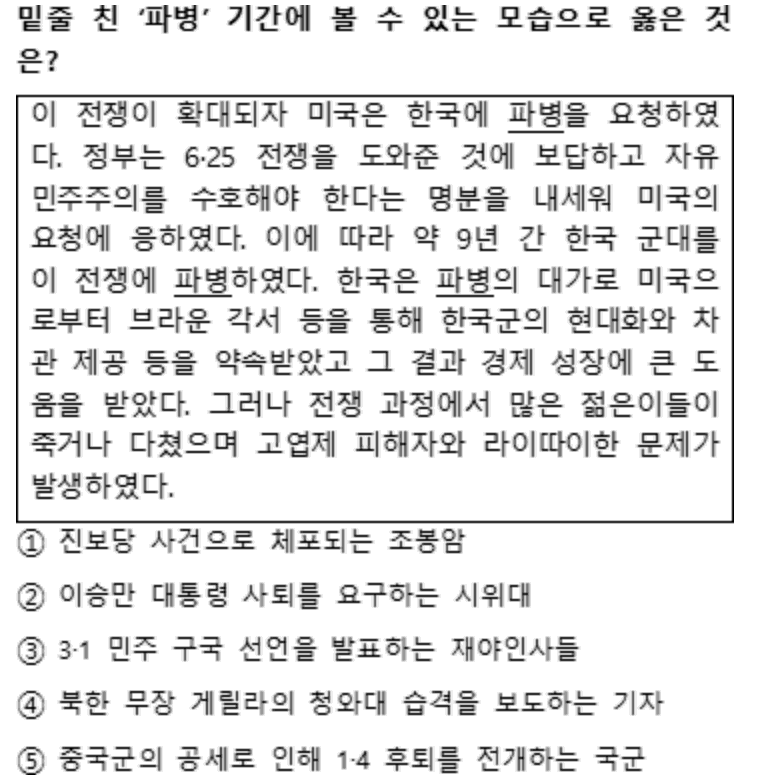 밑줄 친 '파병' 기간에 볼 수 있는 모습으로 옳은 것
은?
이 전쟁이 확대되자 미국은 한국에 파병을 요청하였
다. 정부는 6·25 전쟁을 도와준 것에 보답하고 자유
민주주의를 수호해야 한다는 명분을 내세워 미국의
요청에 응하였다. 이에 따라 약 9년 간 한국 군대를
이 전쟁에 파병하였다. 한국은 파병의 대가로 미국으
로부터 브라운 각서 등을 통해 한국군의 현대화와 차
관 제공 등을 약속받았고 그 결과 경제 성장에 큰 도
움을 받았다. 그러나 전쟁 과정에서 많은 젊은이들이
죽거나 다쳤으며 고엽제 피해자와 라이따이한 문제가
발생하였다.
① 진보당 사건으로 체포되는 조봉암
② 이승만 대통령 사퇴를 요구하는 시위대
③ 3·1 민주 구국 선언을 발표하는 재야인사들
④ 북한 무장 게릴라의 청와대 습격을 보도하는 기자
⑤ 중국군의 공세로 인해 1·4 후퇴를 전개하는 국군